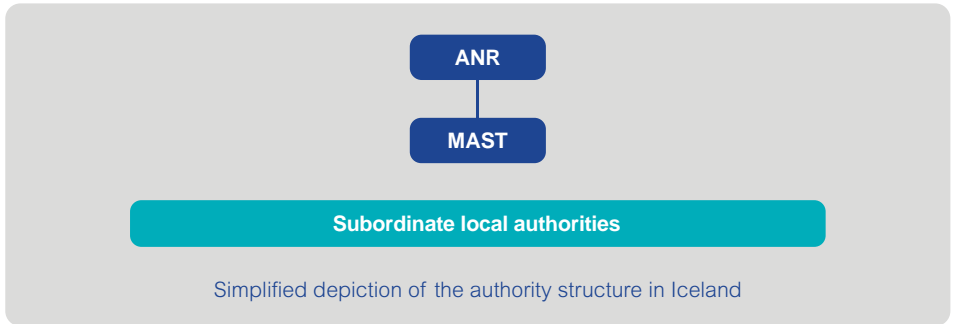 ANR
MAST
Subordinate local authorities
Simplified depiction of the authority structure in Iceland